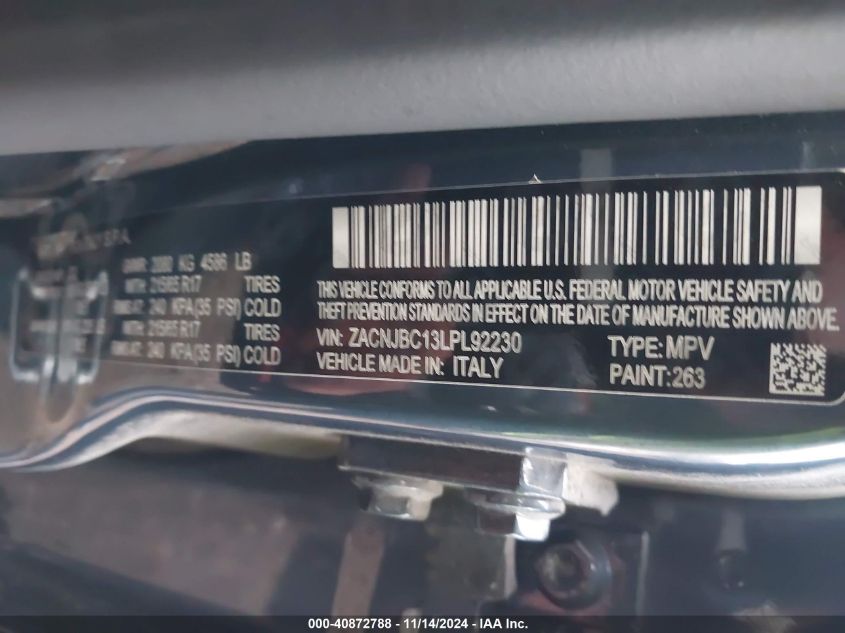 GVWR: 2080 KG 4586 LB
WITH: 215/65 R17 TIRES
240 KPA(35 PSI) COLD
WITH: 215/65 R17 TIRES
240 KPA(35 PSI) COLD
THIS VEHICLE CONFORMS TO ALL APPLICABLE U.S. FEDERAL MOTOR VEHICLE SAFETY AND
THEFT PREVENTION STANDARDS IN EFFECT ON THE DATE OF MANUFACTURE SHOWN ABOVE.
VIN: ZACNJBC13LPL92230 TYPE: MPV
VEHICLE MADE IN: ITALY PAINT: 263
000-40872788 - 11/14/2024 - IAA Inc.